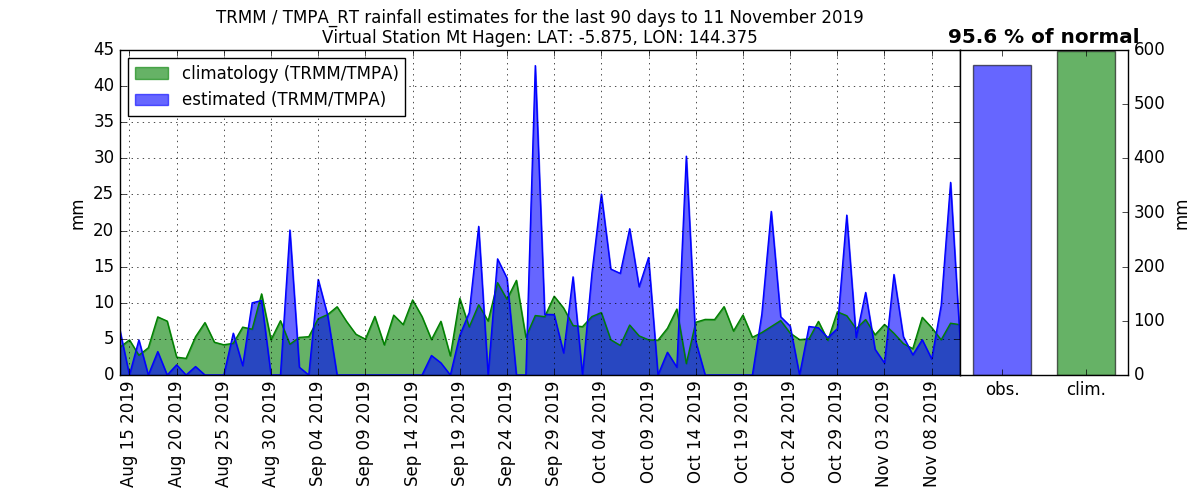 TRMM / TMPA_RT rainfall estimates for the last 90 days to 11 November 2019
Virtual Station Mt Hagen: LAT: -5.875, LON: 144.375
95.6 % of normal
climatology (TRMM/TMPA)
estimated (TRMM/TMPA)
45
40
35
30
25
20
15
10
5
0
mm
Aug 15 2019
Aug 20 2019
Aug 25 2019
Aug 30 2019
Sep 04 2019
Sep 09 2019
Sep 14 2019
Sep 19 2019
Sep 24 2019
Sep 29 2019
Oct 04 2019
Oct 09 2019
Oct 14 2019
Oct 19 2019
Oct 24 2019
Oct 29 2019
Nov 03 2019
Nov 08 2019
obs.
clim.
600
500
400
300
200
100
0
mm